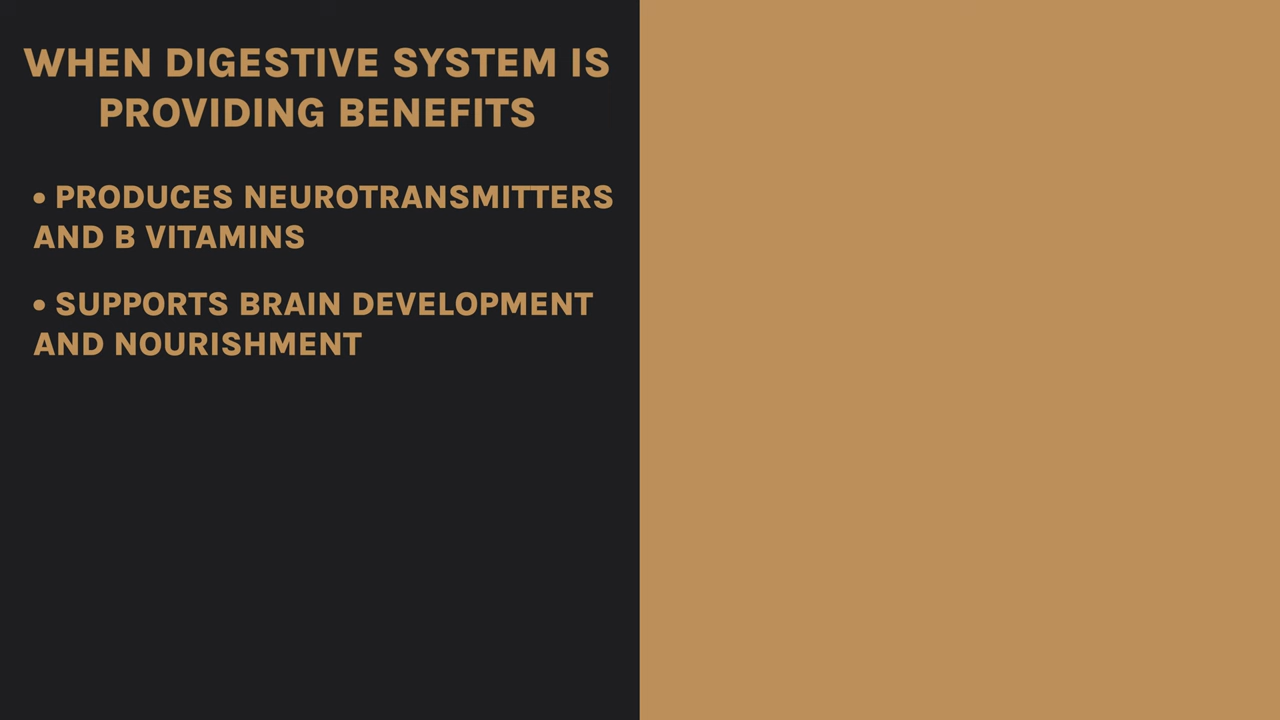 WHEN DIGESTIVE SYSTEM IS
PROVIDING BENEFITS
• PRODUCES NEUROTRANSMITTERS
AND B VITAMINS
• SUPPORTS BRAIN DEVELOPMENT
AND NOURISHMENT